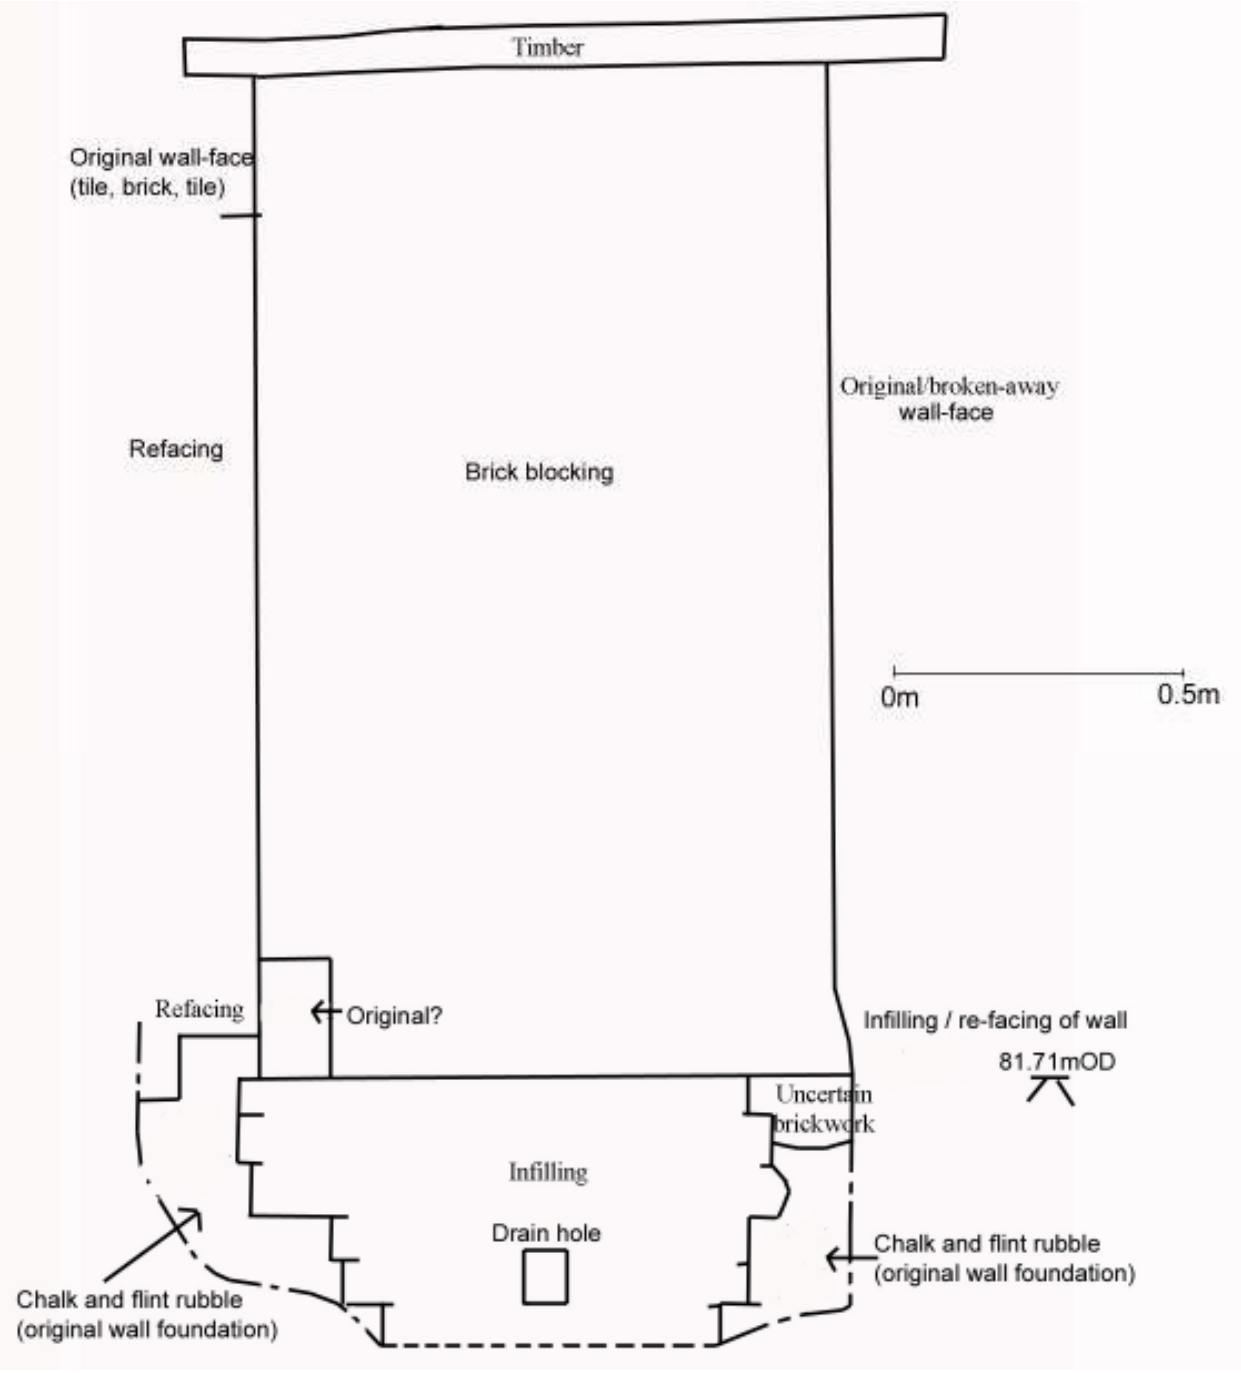 Timber
Original wall-face
(tile, brick, tile)
Original/broken-away
wall-face
Refacing
Brick blocking
0m
0.5m
Refacing
Original?
Infilling / re-facing of wall
81.71mOD
Uncertain
brickwork
Infilling
Drain hole
Chalk and flint rubble
(original wall foundation)
Chalk and flint rubble
(original wall foundation)